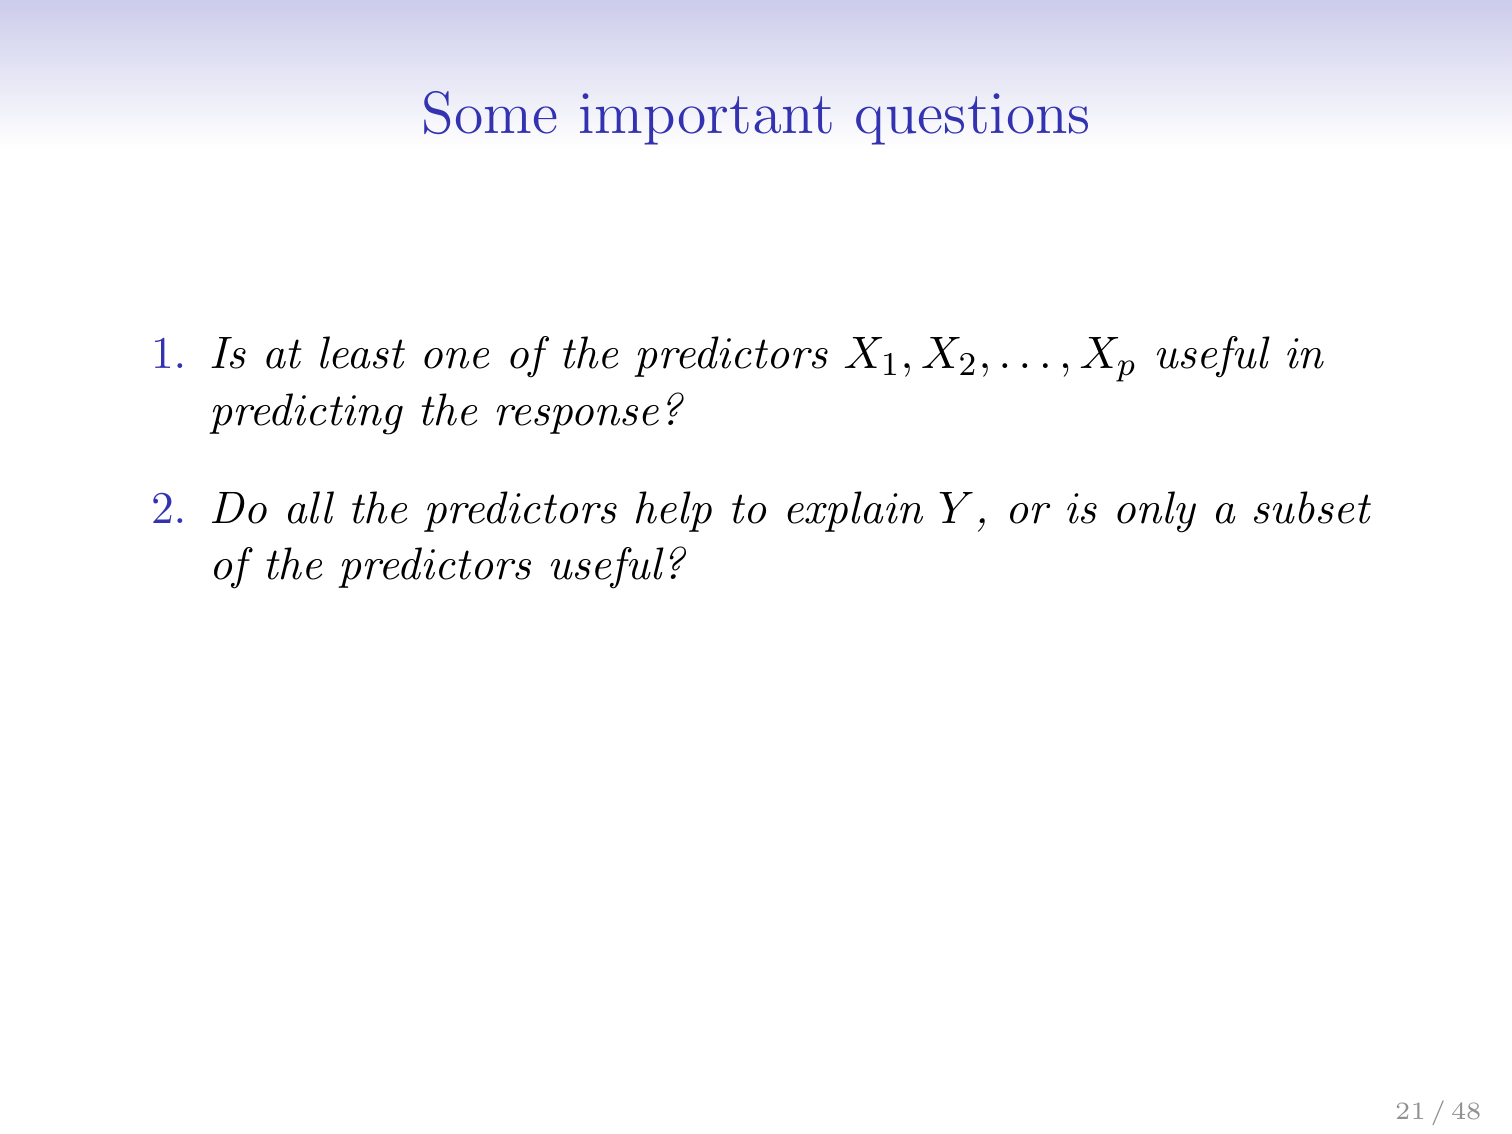 Some important questions
1. Is at least one of the predictors X₁, X₂, . . . , Xₚ useful in
predicting the response?
2. Do all the predictors help to explain Y, or is only a subset
of the predictors useful?
21 / 48